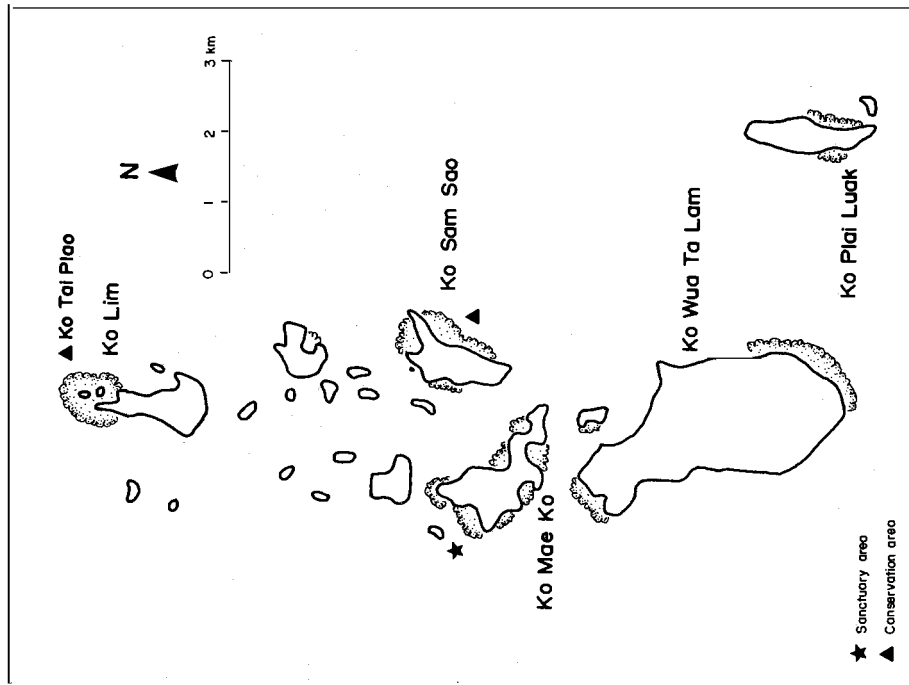 ▲ Ko Tai Plao
Ko Lim
N
0 1 2 3 km
Ko Sam Sao
▲
Ko Mae Ko
★
Ko Wua Ta Lam
Ko Plai Luak
★ Sanctuary area
▲ Conservation area